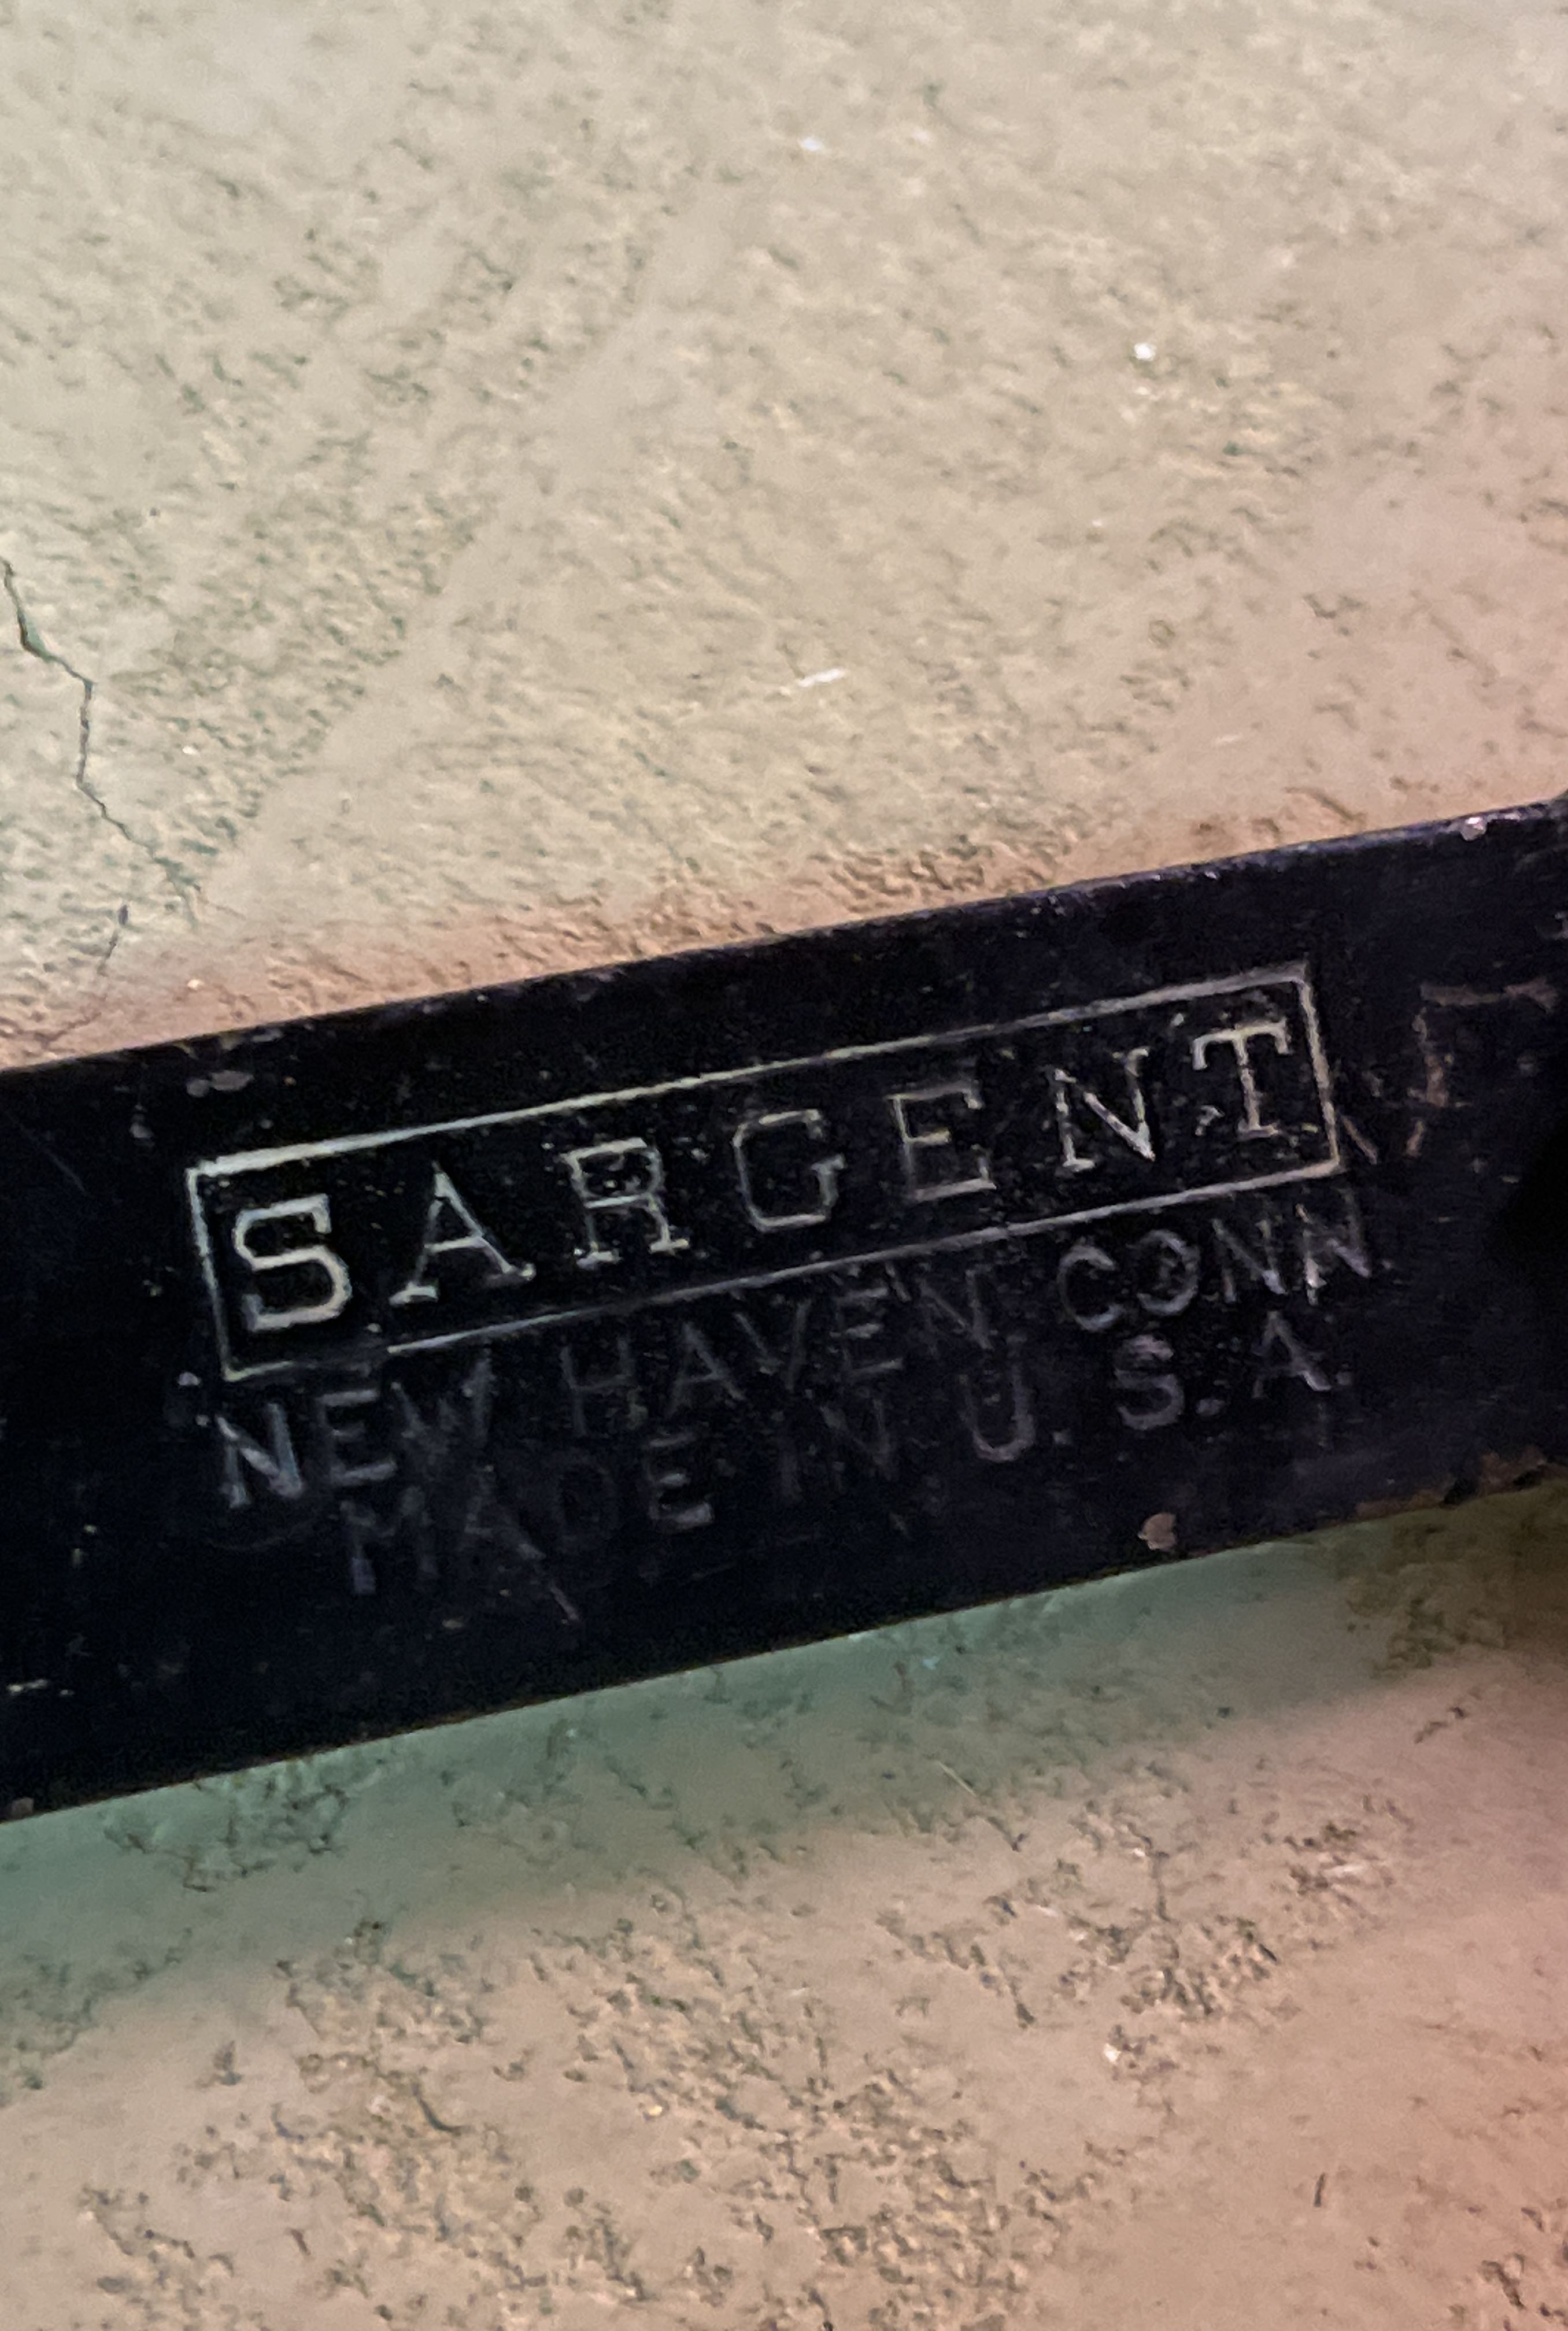 SARGENT
NEW HAVEN CONN
MADE IN U.S.A.